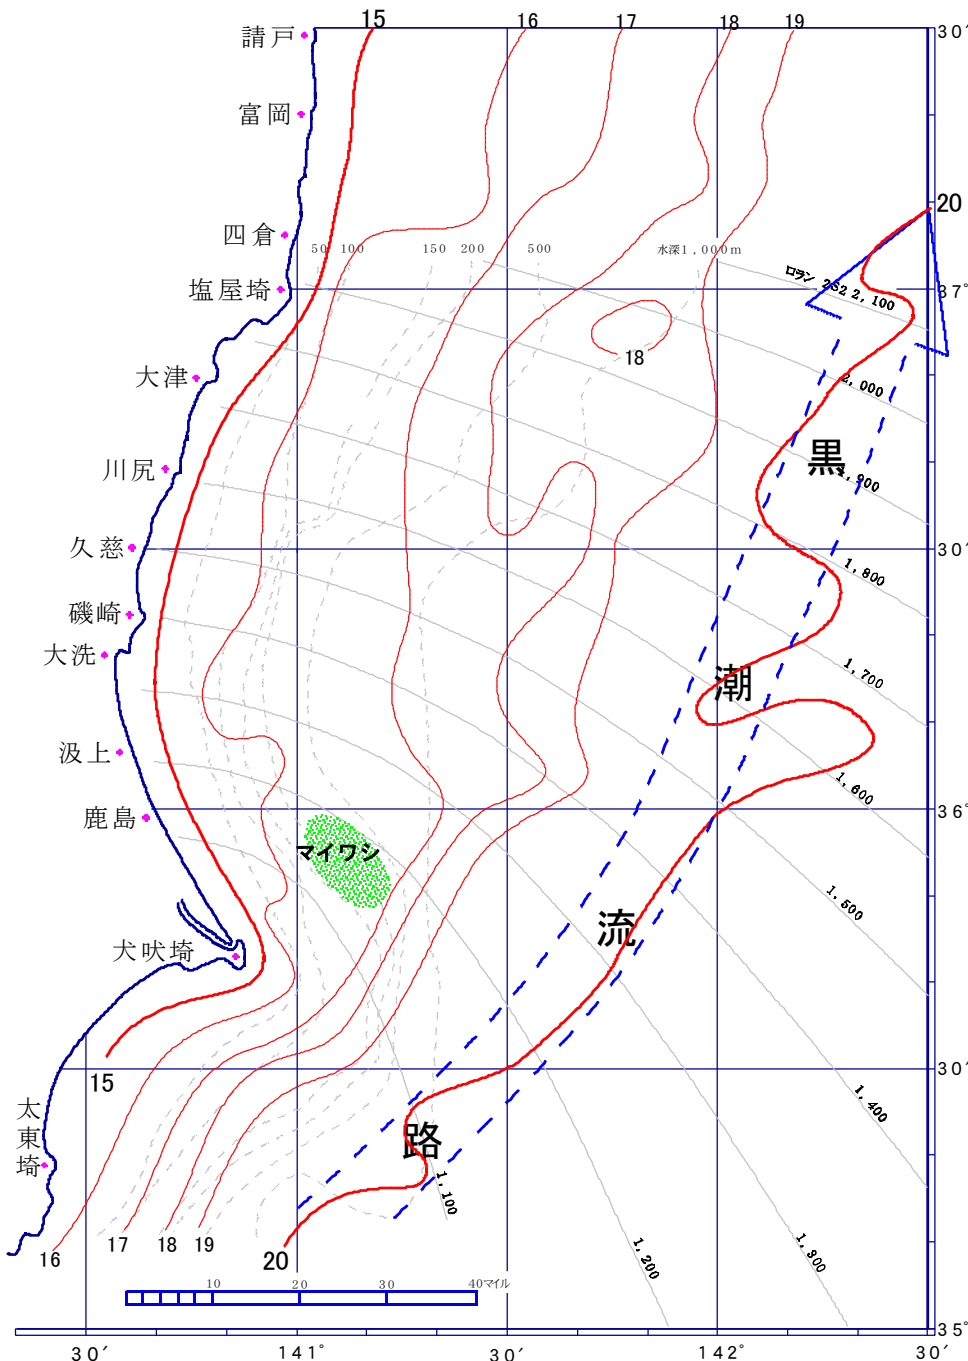 15 16 17 18 19 30′
請戸
富岡
20
四倉
50 100 150 200 500 水深1,000m
塩屋埼
ロラン 2S2 2,100
37°
18
大津
2,000
黒
川尻
1,900
久慈
30′
1,800
磯崎
大洗
1,700
潮
汲上
1,600
鹿島
36°
マイワシ
1,500
流
犬吠埼
15
30′
1,400
太東埼
路
1,100
16 17 18 19 20
1,200
1,300
10 20 30 40マイル
35°
30′ 141° 30′ 142° 30′